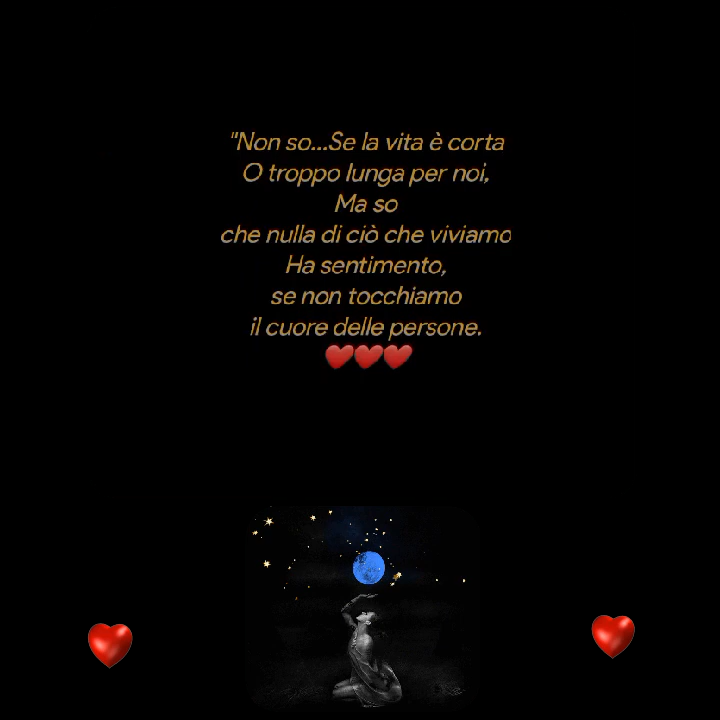 "Non so...Se la vita è corta
O troppo lunga per noi,
Ma so
che nulla di ciò che viviamo
Ha sentimento,
se non tocchiamo
il cuore delle persone.